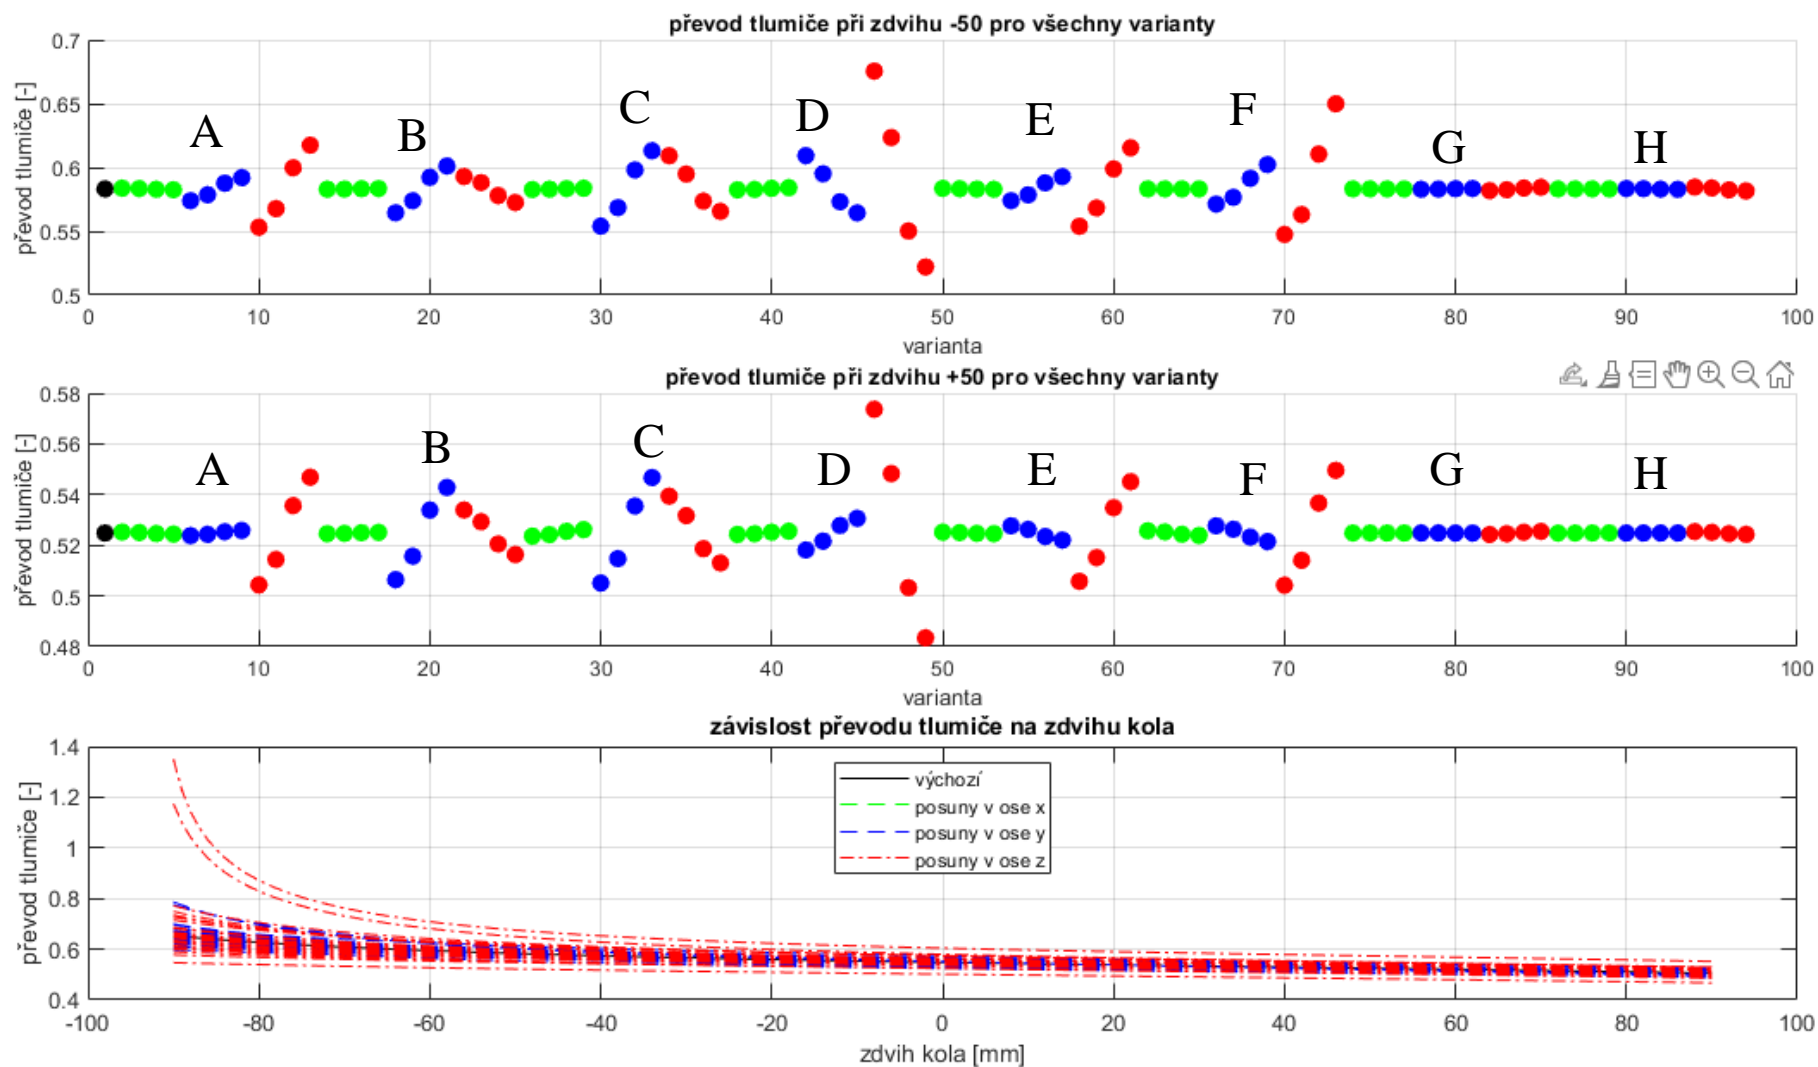 převod tlumiče při zdvihu -50 pro všechny varianty
převod tlumiče [-]
0.7
0.65
0.6
0.55
0.5
A
B
C
D
E
F
G
H
0 10 20 30 40 50 60 70 80 90 100
varianta
převod tlumiče při zdvihu +50 pro všechny varianty
převod tlumiče [-]
0.58
0.56
0.54
0.52
0.5
0.48
A
B
C
D
E
F
G
H
0 10 20 30 40 50 60 70 80 90 100
varianta
závislost převodu tlumiče na zdvihu kola
převod tlumiče [-]
1.4
1.2
1
0.8
0.6
0.4
výchozí
posuny v ose x
posuny v ose y
posuny v ose z
-100 -80 -60 -40 -20 0 20 40 60 80 100
zdvih kola [mm]